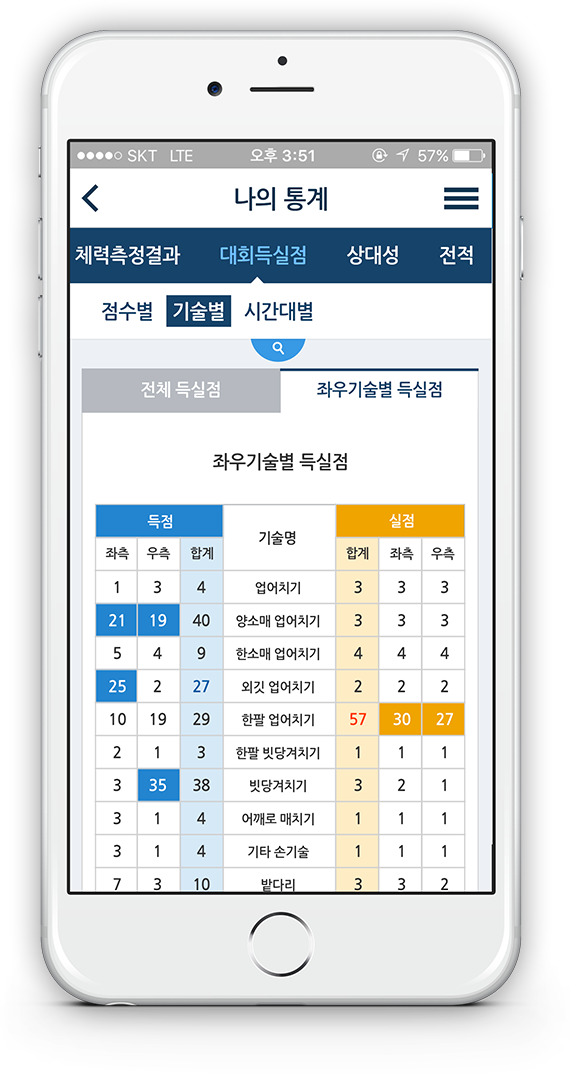 SKT LTE 오후 3:51 57%
나의 통계
체력측정결과 대회득실점 상대성 전적
점수별 기술별 시간대별
전체 득실점 좌우기술별 득실점
좌우기술별 득실점
득점 기술명 실점
좌측 우측 합계 합계 좌측 우측
1 3 4 업어치기 3 3 3
21 19 40 양소매 업어치기 3 3 3
5 4 9 한소매 업어치기 4 4 4
25 2 27 외깃 업어치기 2 2 2
10 19 29 한팔 업어치기 57 30 27
2 1 3 한팔 빗당겨치기 1 1 1
3 35 38 빗당겨치기 3 2 1
3 1 4 어깨로 매치기 1 1 1
3 1 4 기타 손기술 1 1 1
7 3 10 밭다리 3 3 2